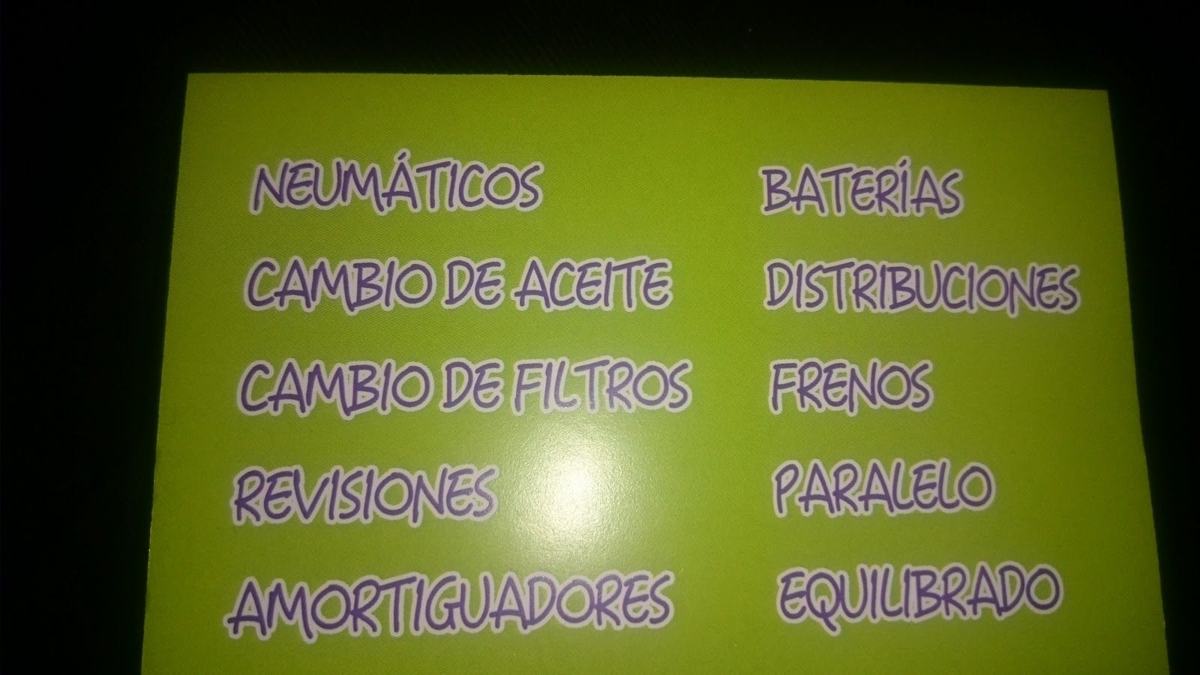 NEUMÁTICOS
CAMBIO DE ACEITE
CAMBIO DE FILTROS
REVISIONES
AMORTIGUADORES
BATERÍAS
DISTRIBUCIONES
FRENOS
PARALELO
EQUILIBRADO